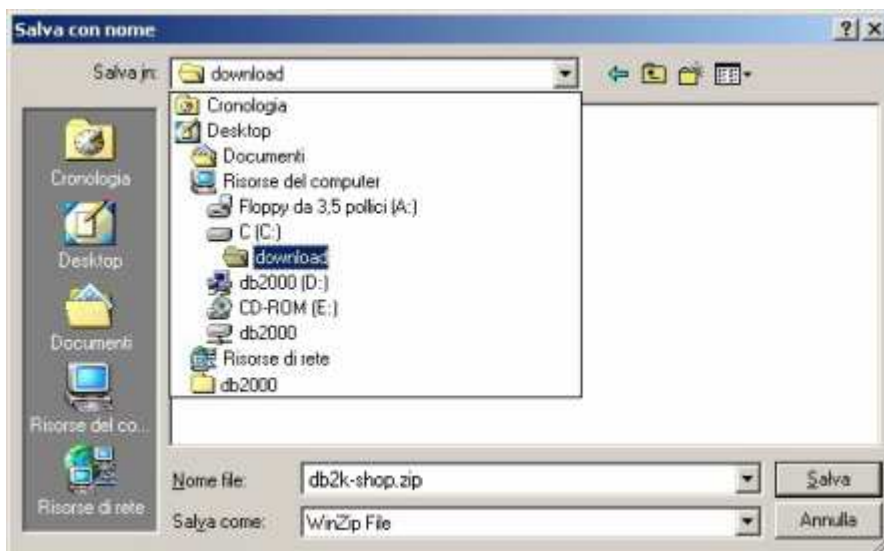 Salva con nome
Salva in:
download
Cronologia
Desktop
Documenti
Risorse del computer
Floppy da 3,5 pollici (A:)
C (C:)
download
db2000 (D:)
CD-ROM (E:)
db2000
Risorse di rete
db2000
Cronologia
Desktop
Documenti
Risorse del co...
Risorse di rete
Nome file:
db2k-shop.zip
Salva
Salva come:
WinZip File
Annulla